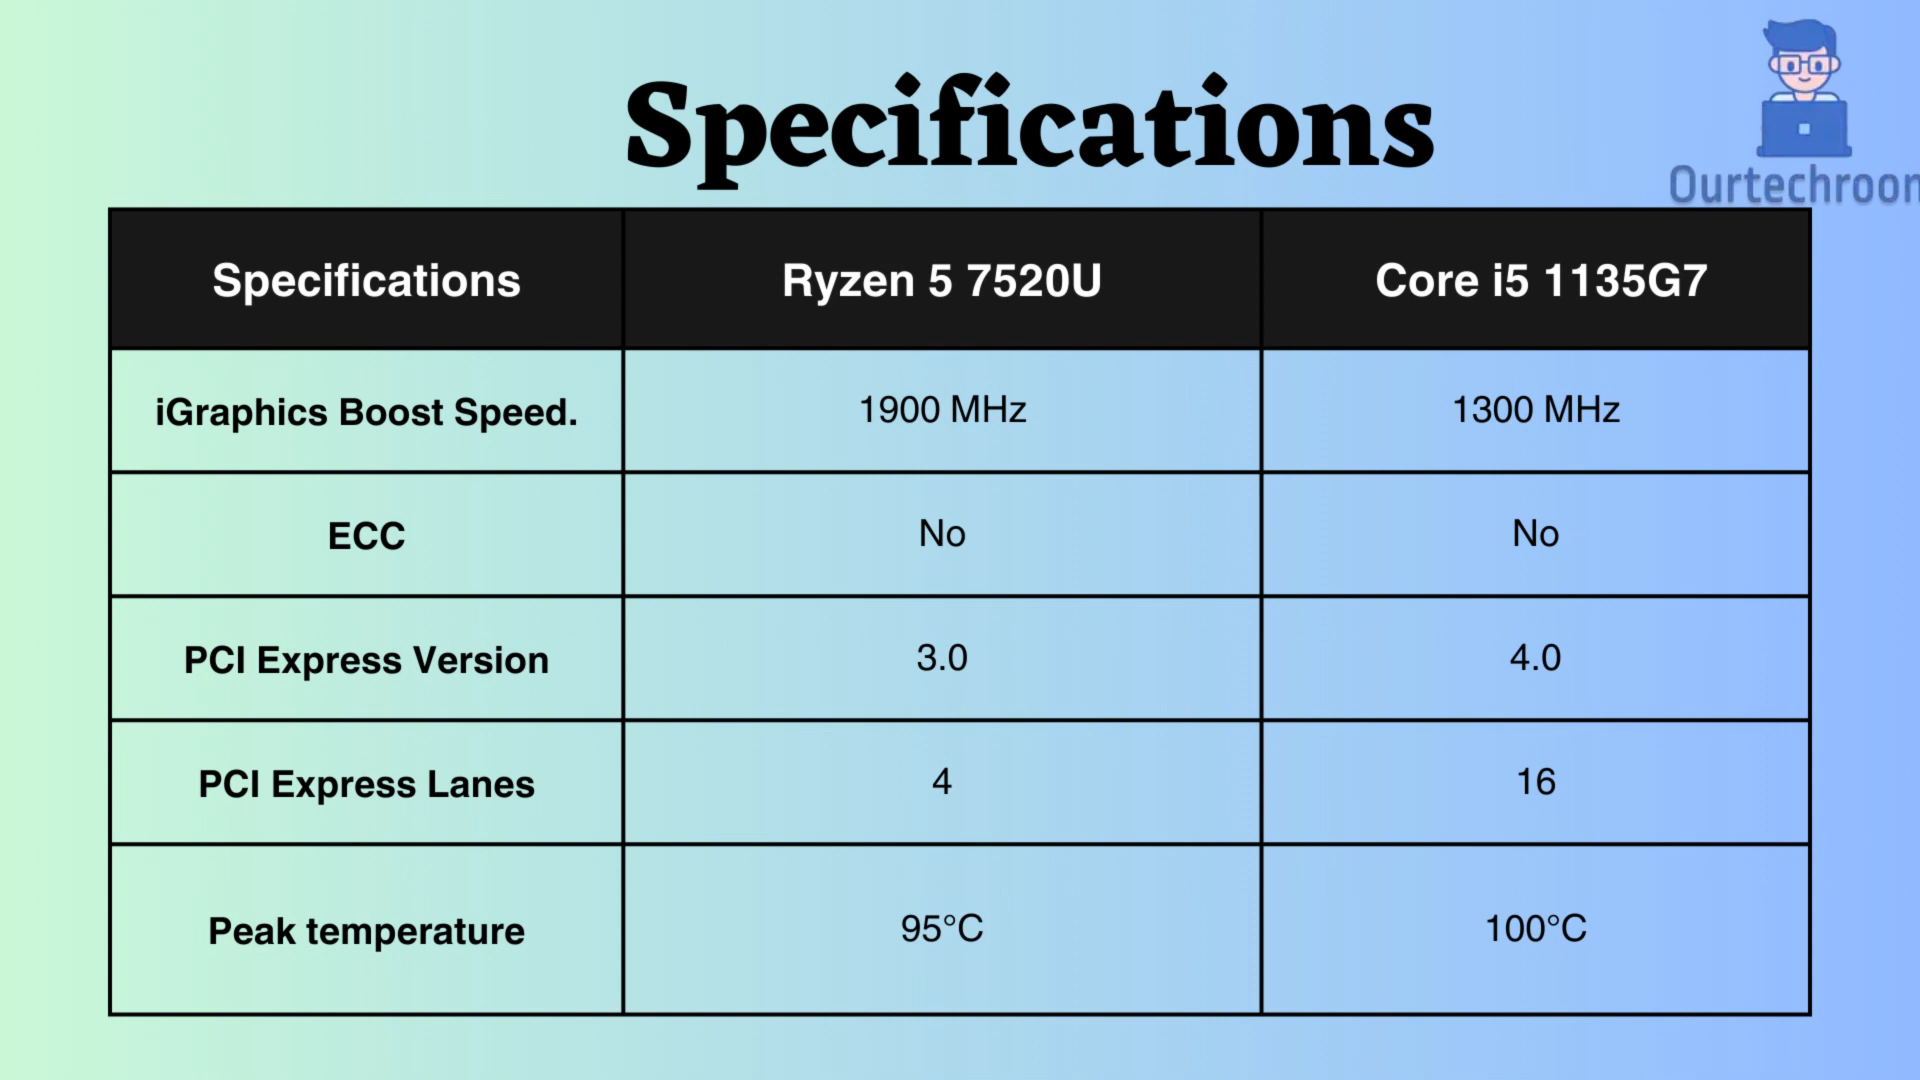 Specifications
Ourtechroom
Specifications Ryzen 5 7520U Core i5 1135G7
iGraphics Boost Speed. 1900 MHz 1300 MHz
ECC No No
PCI Express Version 3.0 4.0
PCI Express Lanes 4 16
Peak temperature 95°C 100°C